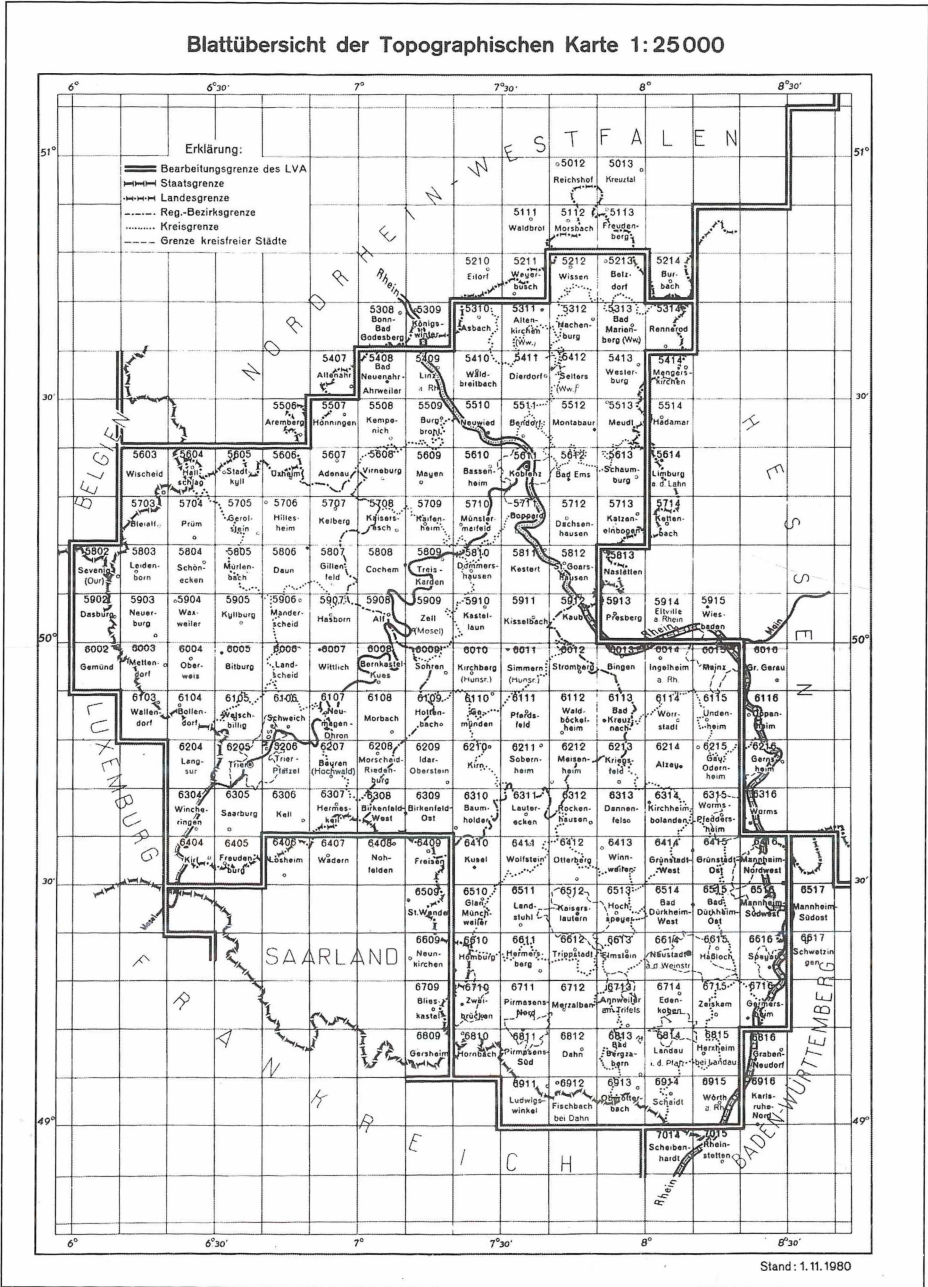 Blattübersicht der Topographischen Karte 1:25000
6° 6°30' 7° 7°30' 8° 8°30'
51° 51°
Erklärung:
Bearbeitungsgrenze des LVA
Staatsgrenze
Landesgrenze
Reg.-Bezirksgrenze
Kreisgrenze
Grenze kreisfreier Städte
NORDRHEIN-WESTFALEN
5012 5013
Reichshof Kreuztal
5111 5112 5113
Waldbröl Morsbach Freudenberg
5210 5211 5212 5213 5214
Eitorf Weyerbusch Wissen Betzdorf Burbach
Rhein
5308 5309 5310 5311 5312 5313 5314
Bonn-Bad Godesberg Königswinter Asbach Altenkirchen (Ww.) Hachenburg Bad Marienberg (Ww.) Rennerod
5407 5408 5409 5410 5411 5412 5413 5414
Altenahr Bad Neuenahr-Ahrweiler Linz a. Rh. Waldbreitbach Dierdorf Selters (Ww.) Westerburg Mengerskirchen
30' 30'
5506 5507 5508 5509 5510 5511 5512 5513 5514
Aremberg Hönningen Kempenich Burgbrohl Neuwied Bendorf Montabaur Meudt Hadamar
HESSEN
BELGIEN
5603 5604 5605 5606 5607 5608 5609 5610 5611 5612 5613 5614
Wischeid Hallschlag Stadtkyll Üxheim Adenau Virneburg Mayen Bassenheim Koblenz Bad Ems Schaumburg Limburg a.d. Lahn
5703 5704 5705 5706 5707 5708 5709 5710 5711 5712 5713 5714
Bleialf Prüm Gerolstein Hillesheim Kelberg Kaisersesch Kaifenheim Münstermaifeld Boppard Dachsenhausen Katzenelnbogen Kettenbach
5802 5803 5804 5805 5806 5807 5808 5809 5810 5811 5812 5813
Sevenig (Our) Leidenborn Schönecken Mürlenbach Daun Gillenfeld Cochem Treis-Karden Dommershausen Kestert St. Goarshausen Nastätten
5902 5903 5904 5905 5906 5907 5908 5909 5910 5911 5912 5913 5914 5915
Dasburg Neuerburg Waxweiler Kyllburg Manderscheid Hasborn Alf Zell (Mosel) Kastellaun Kisselbach Kaub Presberg Eltville a. Rhein Wiesbaden
Rhein Main
50° 50°
6002 6003 6004 6005 6006 6007 6008 6009 6010 6011 6012 6013 6014 6015 6016
Gemünd Mettendorf Oberweis Bitburg Landscheid Wittlich Bernkastel-Kues Sohren Kirchberg (Hunsr.) Simmern (Hunsr.) Stromberg Bingen Ingelheim a. Rh. Mainz Gr. Gerau
LUXEMBURG
6103 6104 6105 6106 6107 6108 6109 6110 6111 6112 6113 6114 6115 6116
Wallendorf Bollendorf Welschbillig Schweich Neumagen-Dhron Morbach Hottenbach Gemünden Pferdsfeld Waldböckelheim Bad Kreuznach Wörrstadt Undenheim Oppenheim
6204 6205 6206 6207 6208 6209 6210 6211 6212 6213 6214 6215 6216
Langsur Trier Trier-Pfalzel Beuren (Hochwald) Morscheid-Riedenburg Idar-Oberstein Kirn Sobernheim Meisenheim Kriegsfeld Alzey Gau-Odernheim Gernsheim
6304 6305 6306 6307 6308 6309 6310 6311 6312 6313 6314 6315 6316
Wincheringen Saarburg Kell Hermeskeil Birkenfeld-West Birkenfeld-Ost Baumholder Lauterecken Rockenhausen Dannenfels Kirchheimbolanden Worms-Pfeddersheim Worms
6404 6405 6406 6407 6408 6409 6410 6411 6412 6413 6414 6415 6416
Kirf Freudenburg Losheim Wadern Nohfelden Freisen Kusel Wolfstein Otterberg Winnweiler Grünstadt-West Grünstadt-Ost Mannheim-Nordwest
30' 30'
Mosel
6509 6510 6511 6512 6513 6514 6515 6516 6517
St. Wendel Glan-Münchweiler Landstuhl Kaiserslautern Hochspeyer Bad Dürkheim-West Bad Dürkheim-Ost Mannheim-Südwest Mannheim-Südost
SAARLAND
6609 6610 6611 6612 6613 6614 6615 6616 6617
Neunkirchen Homburg Hermersberg Trippstadt Elmstein Neustadt a.d. Weinstr. Haßloch Speyer Schwetzingen
6709 6710 6711 6712 6713 6714 6715 6716
Blieskastel Zweibrücken Pirmasens-Nord Merzalben Annweiler am Trifels Edenkoben Zeiskam Germersheim
6809 6810 6811 6812 6813 6814 6815 6816
Gersheim Hornbach Pirmasens-Süd Dahn Bad Bergzabern Landau i. d. Pfalz Herxheim bei Landau Graben-Neudorf
FRANKREICH
6911 6912 6913 6914 6915 6916
Ludwigswinkel Fischbach bei Dahn Oberotterbach Schaidt Wörth a. Rh. Karlsruhe-Nord
49° 49°
7014 7015
Scheibenhardt Rheinstetten
BADEN-WÜRTTEMBERG
Rhein
6° 6°30' 7° 7°30' 8° 8°30'
Stand: 1.11.1980